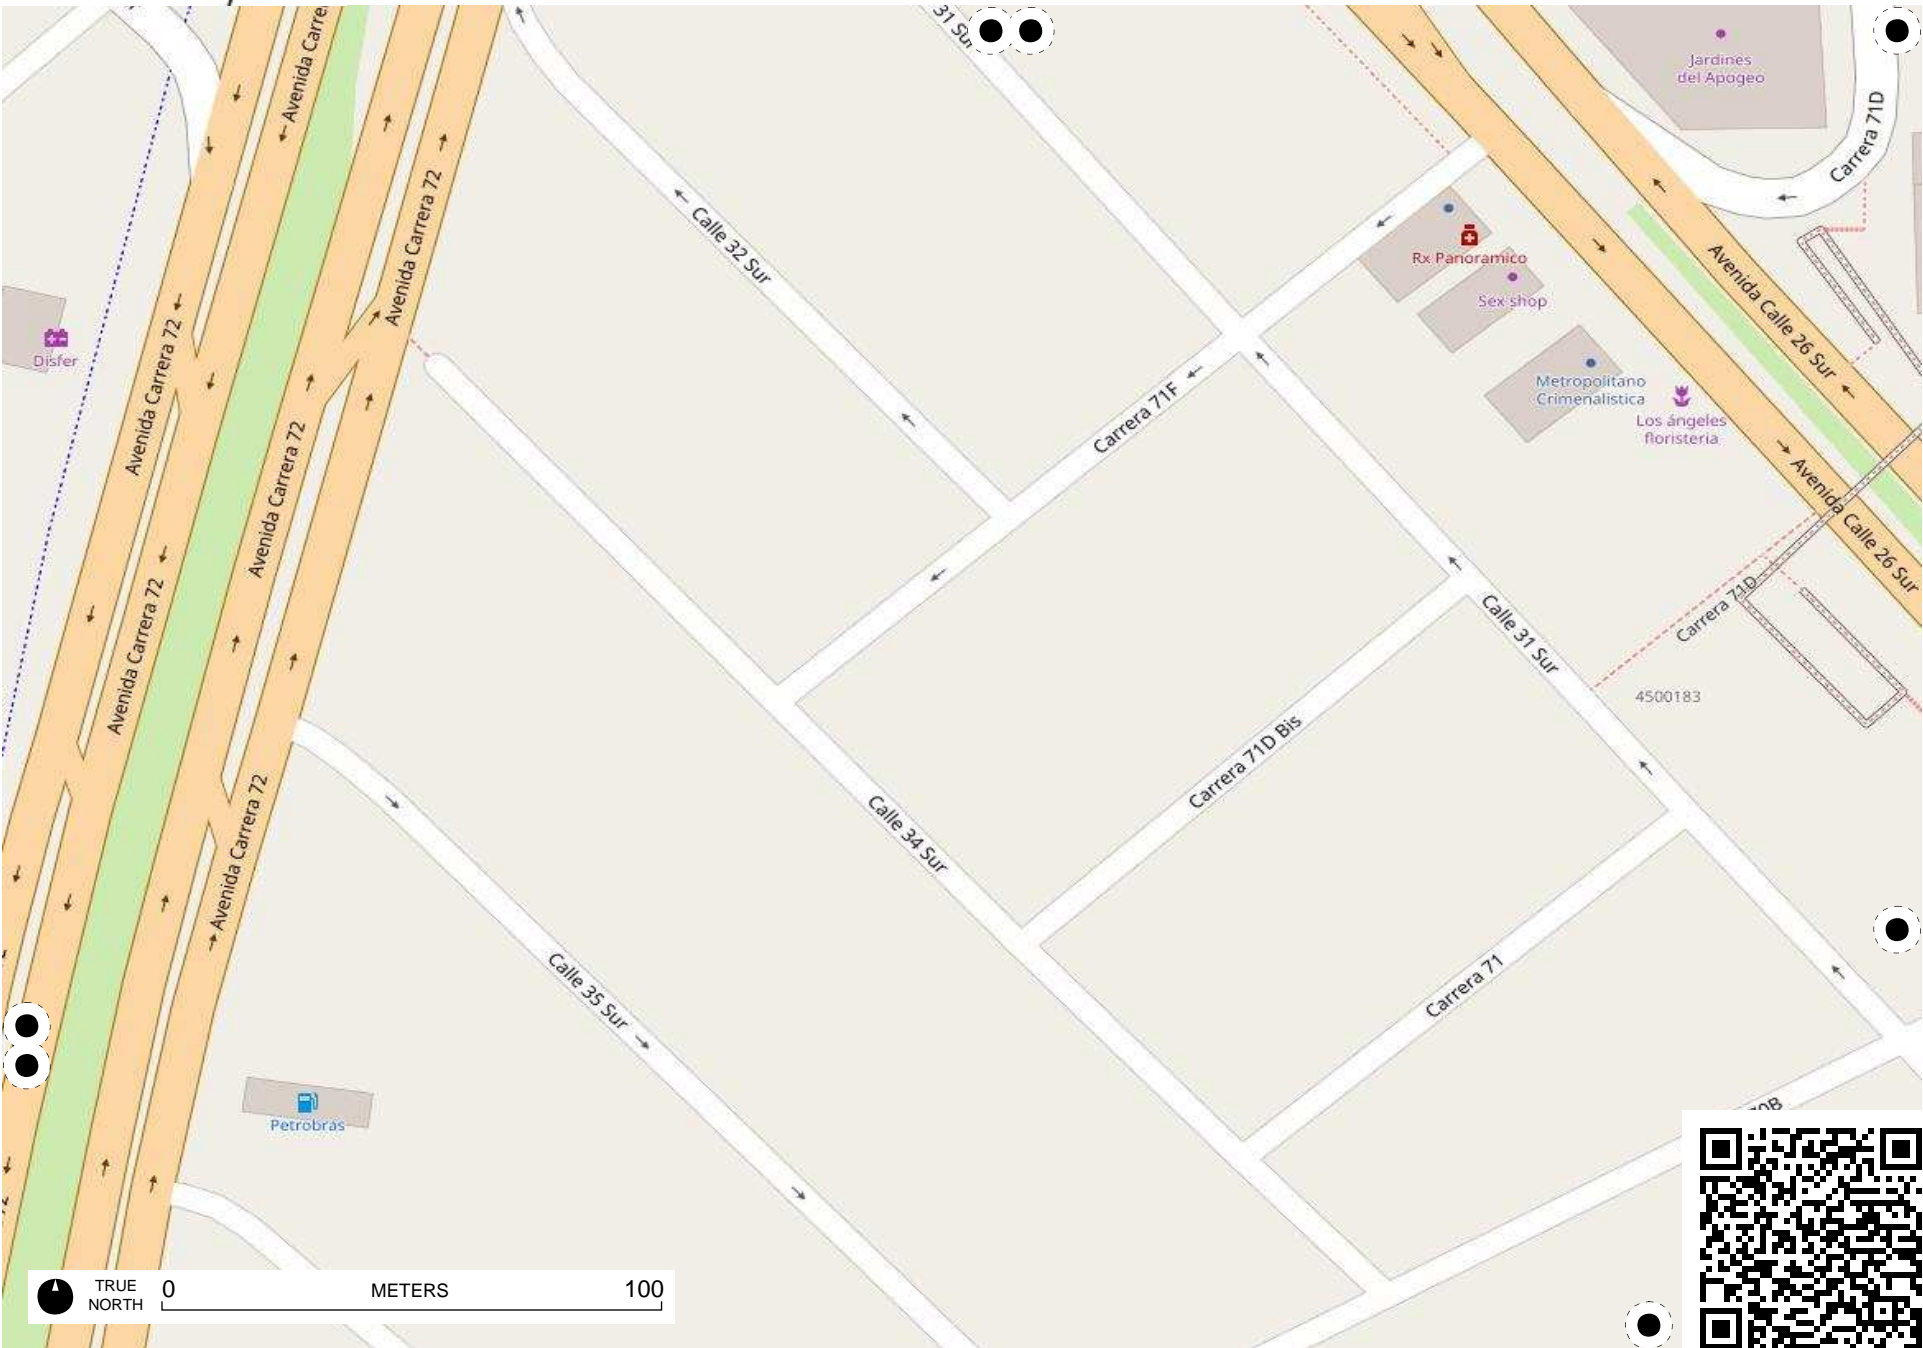 Avenida Carre
31 Sur
Jardines
del Apogeo
Carrera 71D
Avenida Carrera 72
Calle 32 Sur
Rx Panoramico
Sex shop
Avenida Calle 26 Sur
Disfer
Avenida Carrera 72
Metropolitano
Crimenalistica
Los ángeles
floristeria
Carrera 71F
Avenida Carrera 72
Avenida Calle 26 Sur
Avenida Carrera 72
Calle 31 Sur
Carrera 71D
4500183
Carrera 71D Bis
Calle 34 Sur
Avenida Carrera 72
Calle 35 Sur
Carrera 71
Petrobras
70B
TRUE
NORTH
0 METERS 100